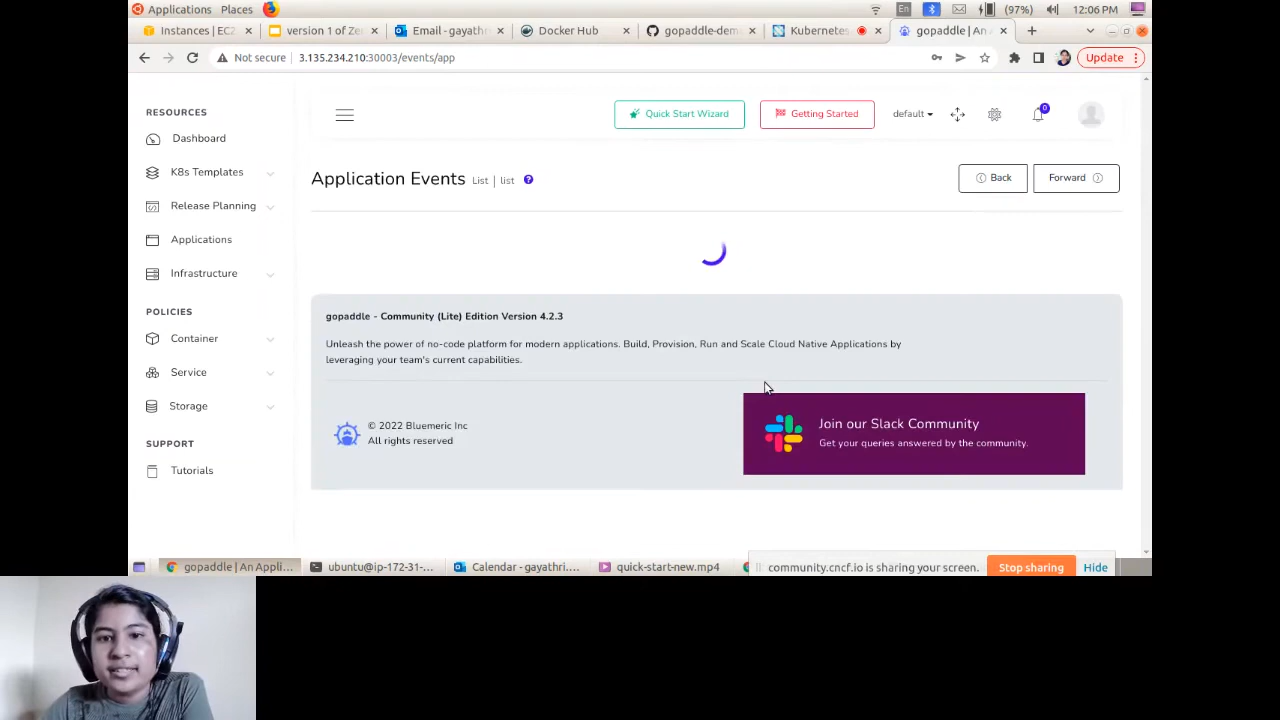 Applications Places En (97%) 12:06 PM
Instances | EC2 version 1 of Ze Email - gayath Docker Hub gopaddle-den Kubernetes gopaddle | An A
Not secure 3.135.234.210:30003/events/app Update
RESOURCES
Dashboard
K8s Templates
Release Planning
Applications
Infrastructure
POLICIES
Container
Service
Storage
SUPPORT
Tutorials
Quick Start Wizard Getting Started default 0
Application Events List | list ? Back Forward
gopaddle - Community (Lite) Edition Version 4.2.3
Unleash the power of no-code platform for modern applications. Build, Provision, Run and Scale Cloud Native Applications by
leveraging your team's current capabilities.
© 2022 Bluemeric Inc
All rights reserved
Join our Slack Community
Get your queries answered by the community.
gopaddle | An Appli... ubuntu@ip-172-31-... Calendar - gayathri.... quick-start-new.mp4 community.cncf.io is sharing your screen. Stop sharing Hide